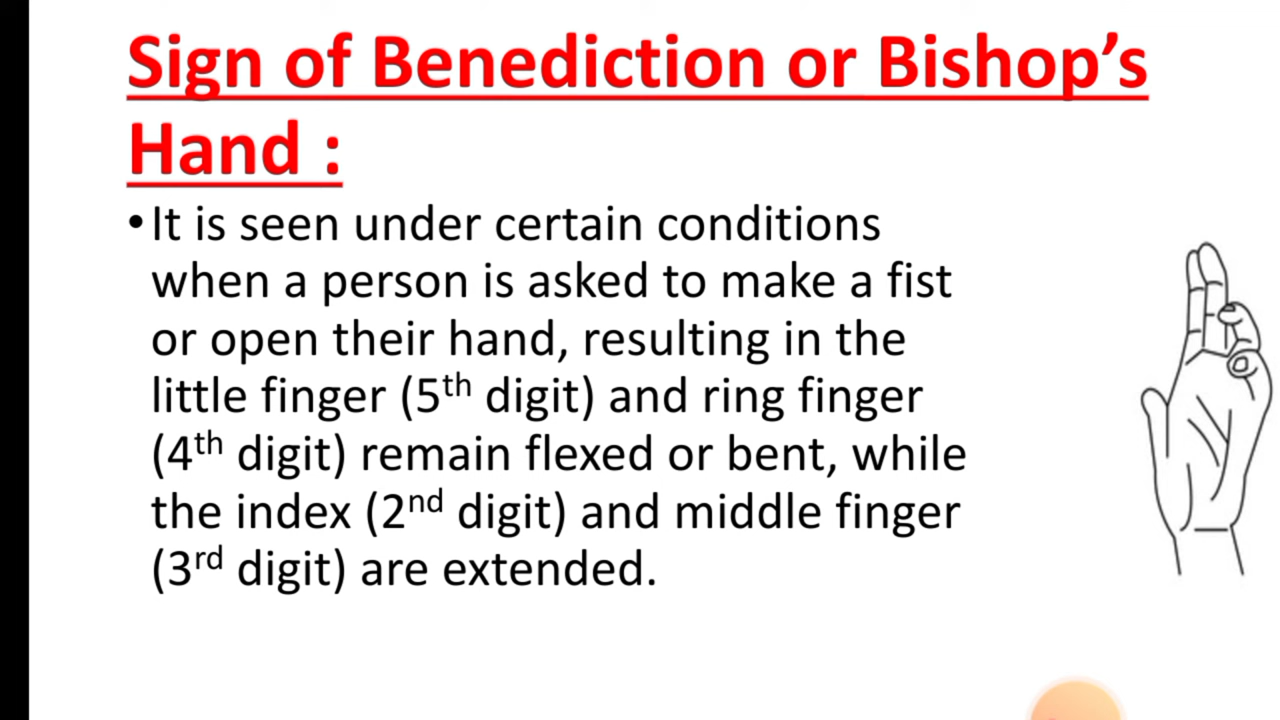 Sign of Benediction or Bishop’s
Hand :
• It is seen under certain conditions
when a person is asked to make a fist
or open their hand, resulting in the
little finger (5th digit) and ring finger
(4th digit) remain flexed or bent, while
the index (2nd digit) and middle finger
(3rd digit) are extended.